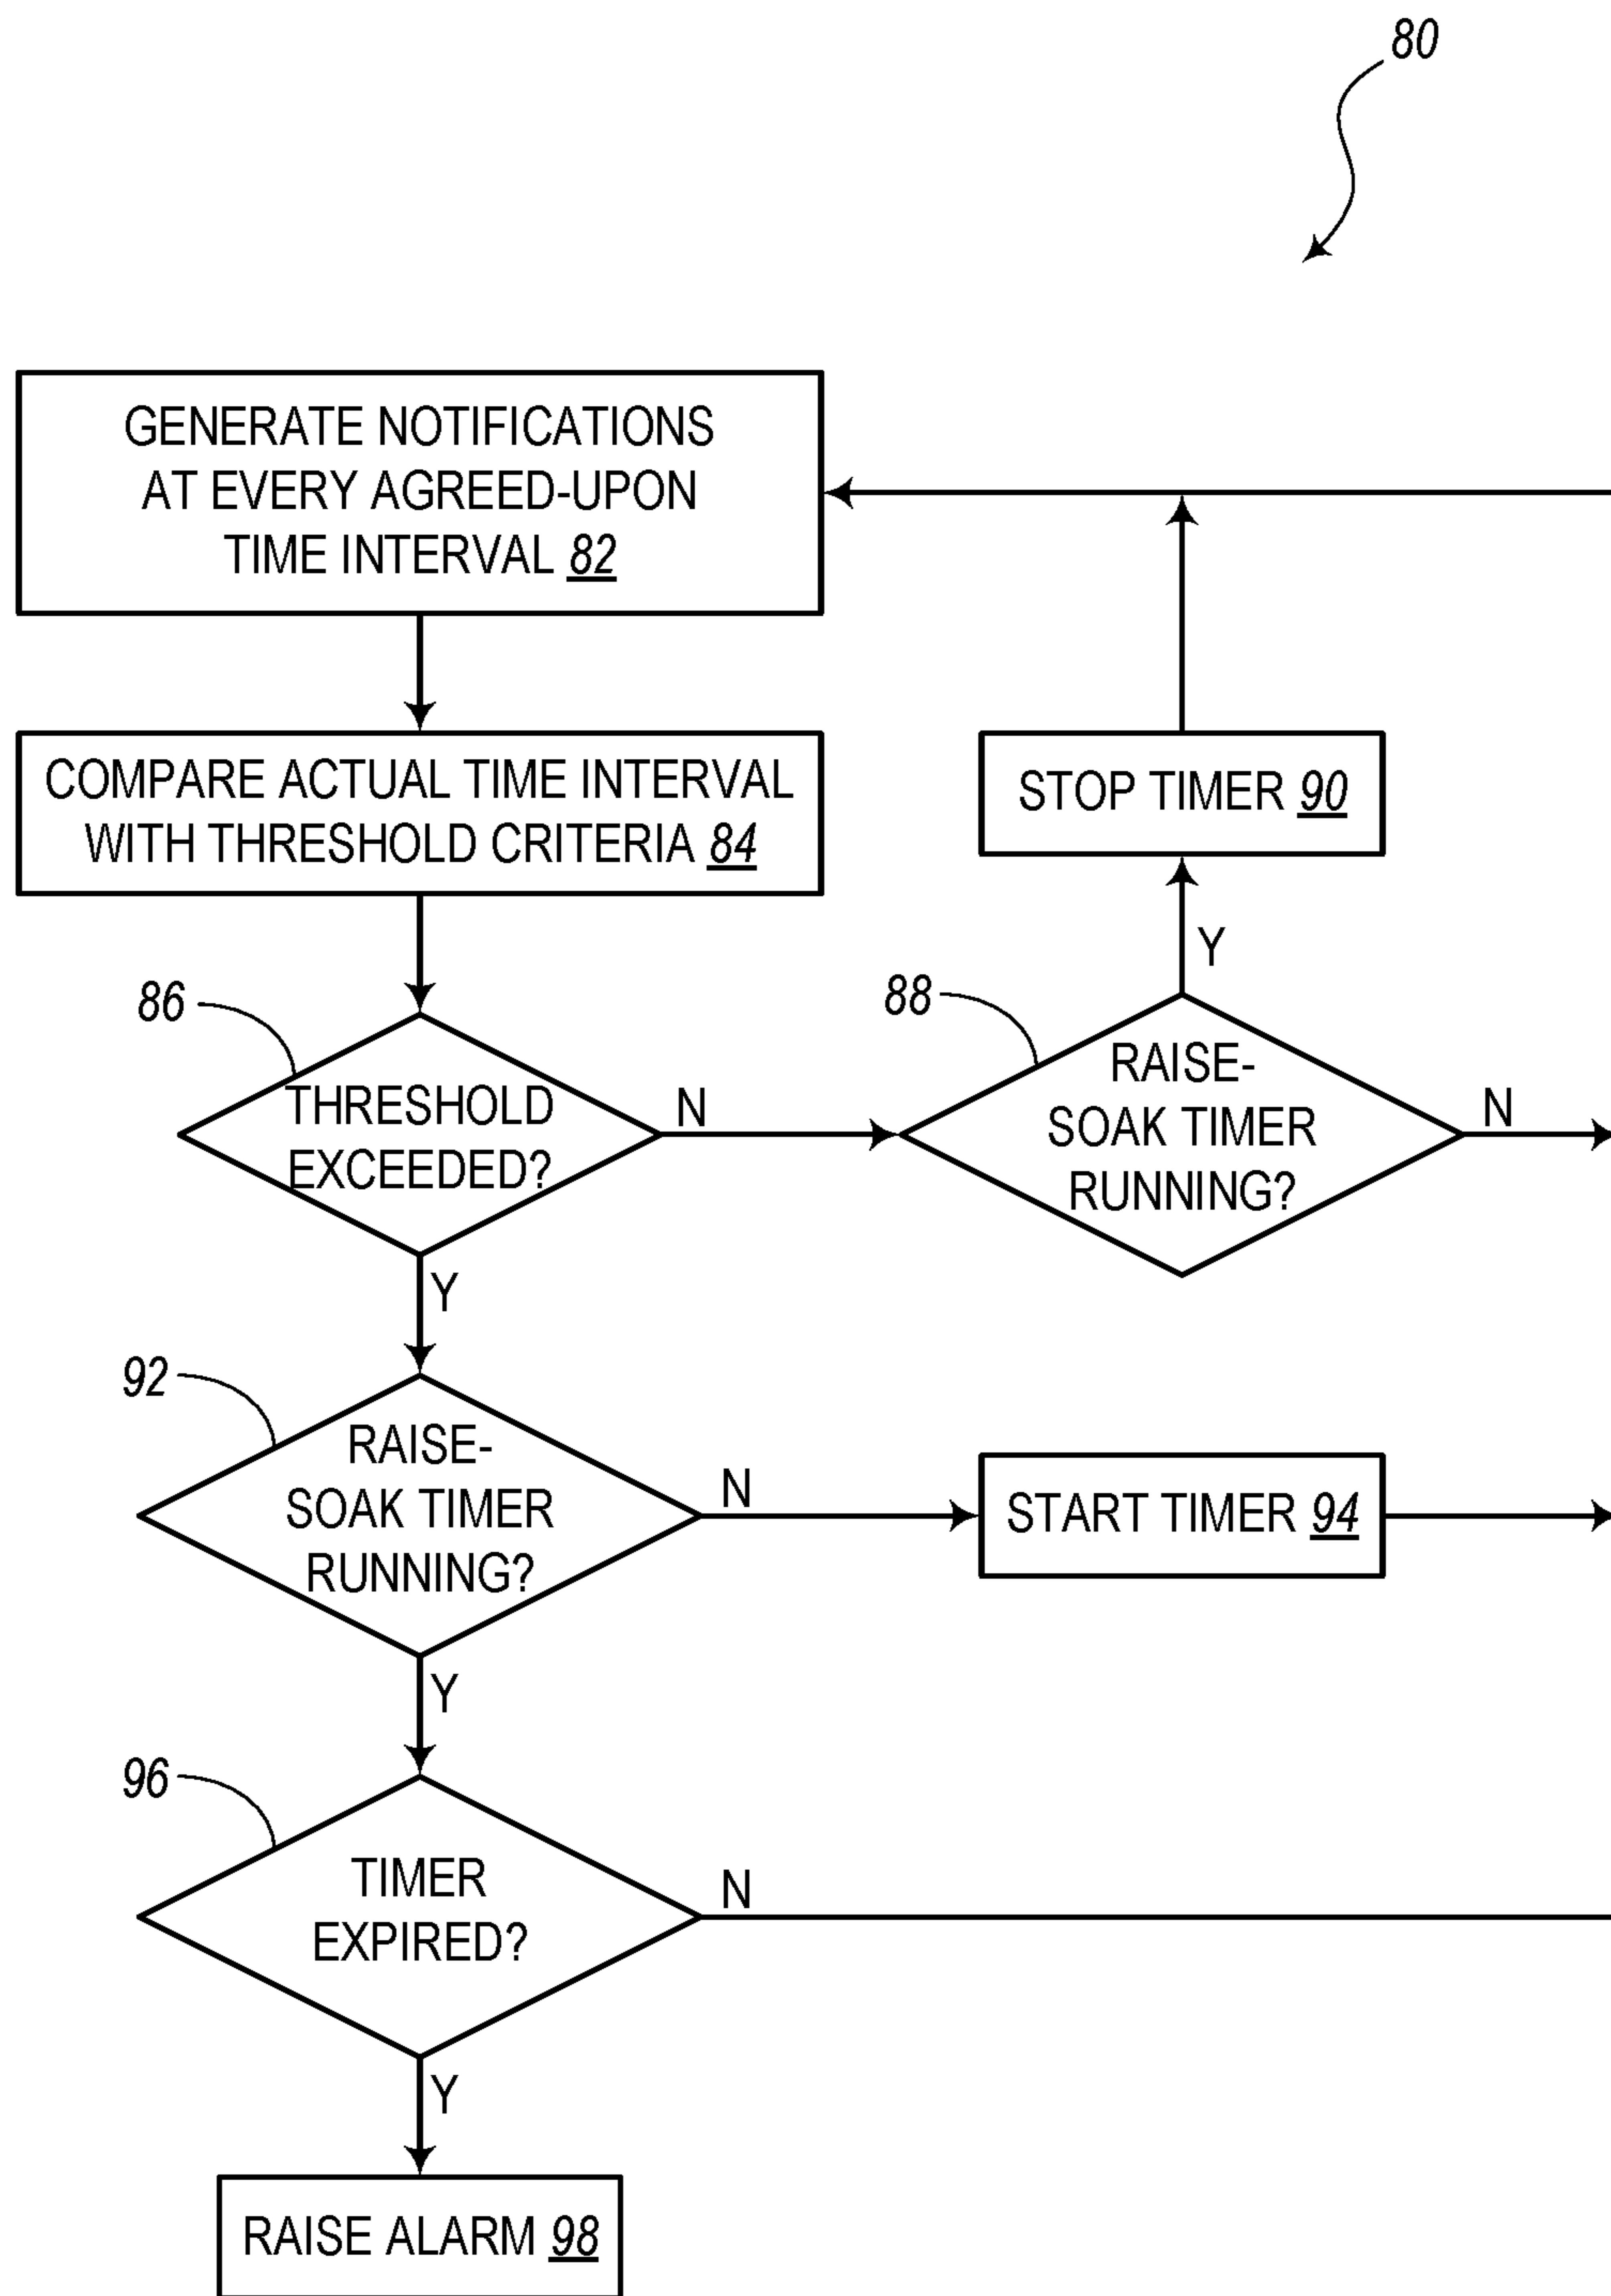 80
GENERATE NOTIFICATIONS
AT EVERY AGREED-UPON
TIME INTERVAL 82
COMPARE ACTUAL TIME INTERVAL
WITH THRESHOLD CRITERIA 84
STOP TIMER 90
Y
86
THRESHOLD
EXCEEDED?
N
88
RAISE-
SOAK TIMER
RUNNING?
N
Y
92
RAISE-
SOAK TIMER
RUNNING?
N
START TIMER 94
Y
96
TIMER
EXPIRED?
N
Y
RAISE ALARM 98